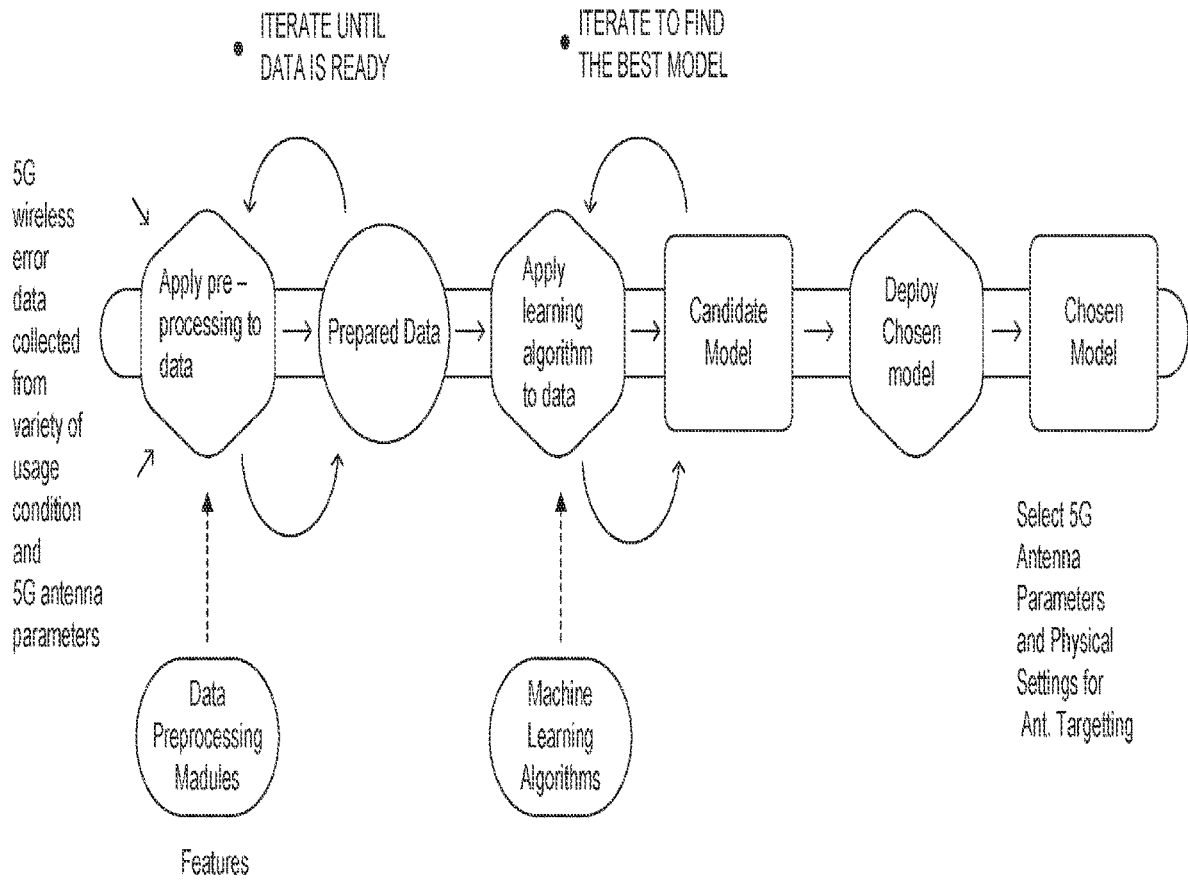 ITERATE UNTIL
DATA IS READY
ITERATE TO FIND
THE BEST MODEL
5G
wireless
error
data
collected
from
variety of
usage
condition
and
5G antenna
parameters
Apply pre –
processing to
data
Prepared Data
Apply
learning
algorithm
to data
Candidate
Model
Deploy
Chosen
model
Chosen
Model
Select 5G
Antenna
Parameters
and Physical
Settings for
Ant. Targetting
Data
Preprocessing
Madules
Machine
Learning
Algorithms
Features